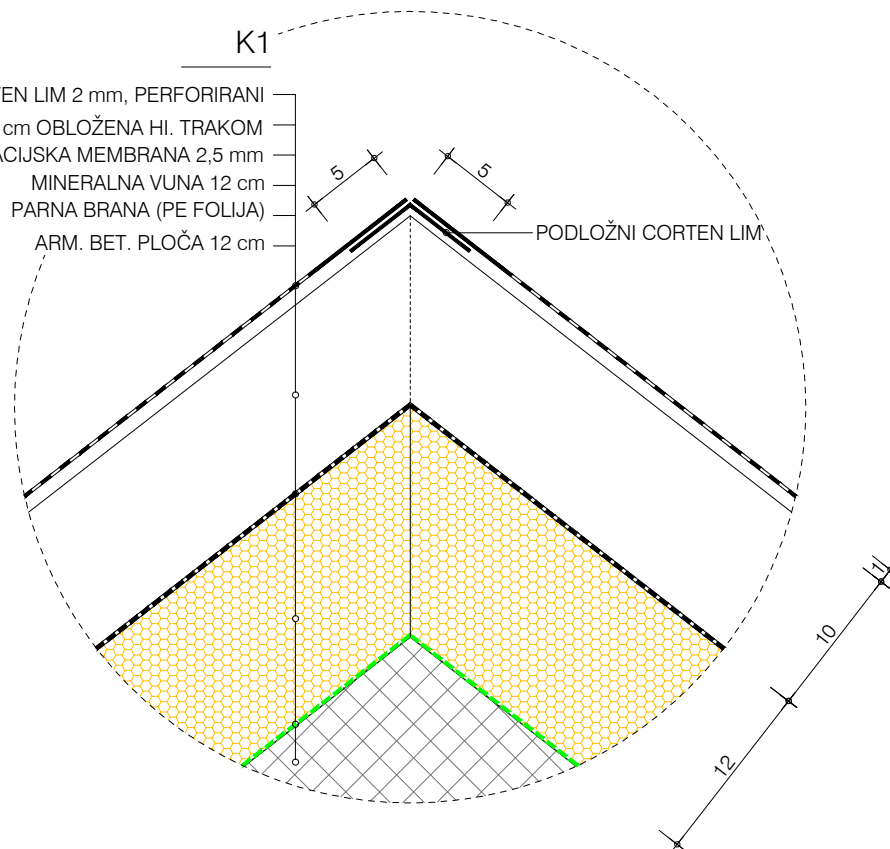 K1
TEN LIM 2 mm, PERFORIRANI
cm OBLOŽENA HI. TRAKOM
ACIJSKA MEMBRANA 2,5 mm
MINERALNA VUNA 12 cm
PARNA BRANA (PE FOLIJA)
ARM. BET. PLOČA 12 cm
5
5
PODLOŽNI CORTEN LIM
1
10
12